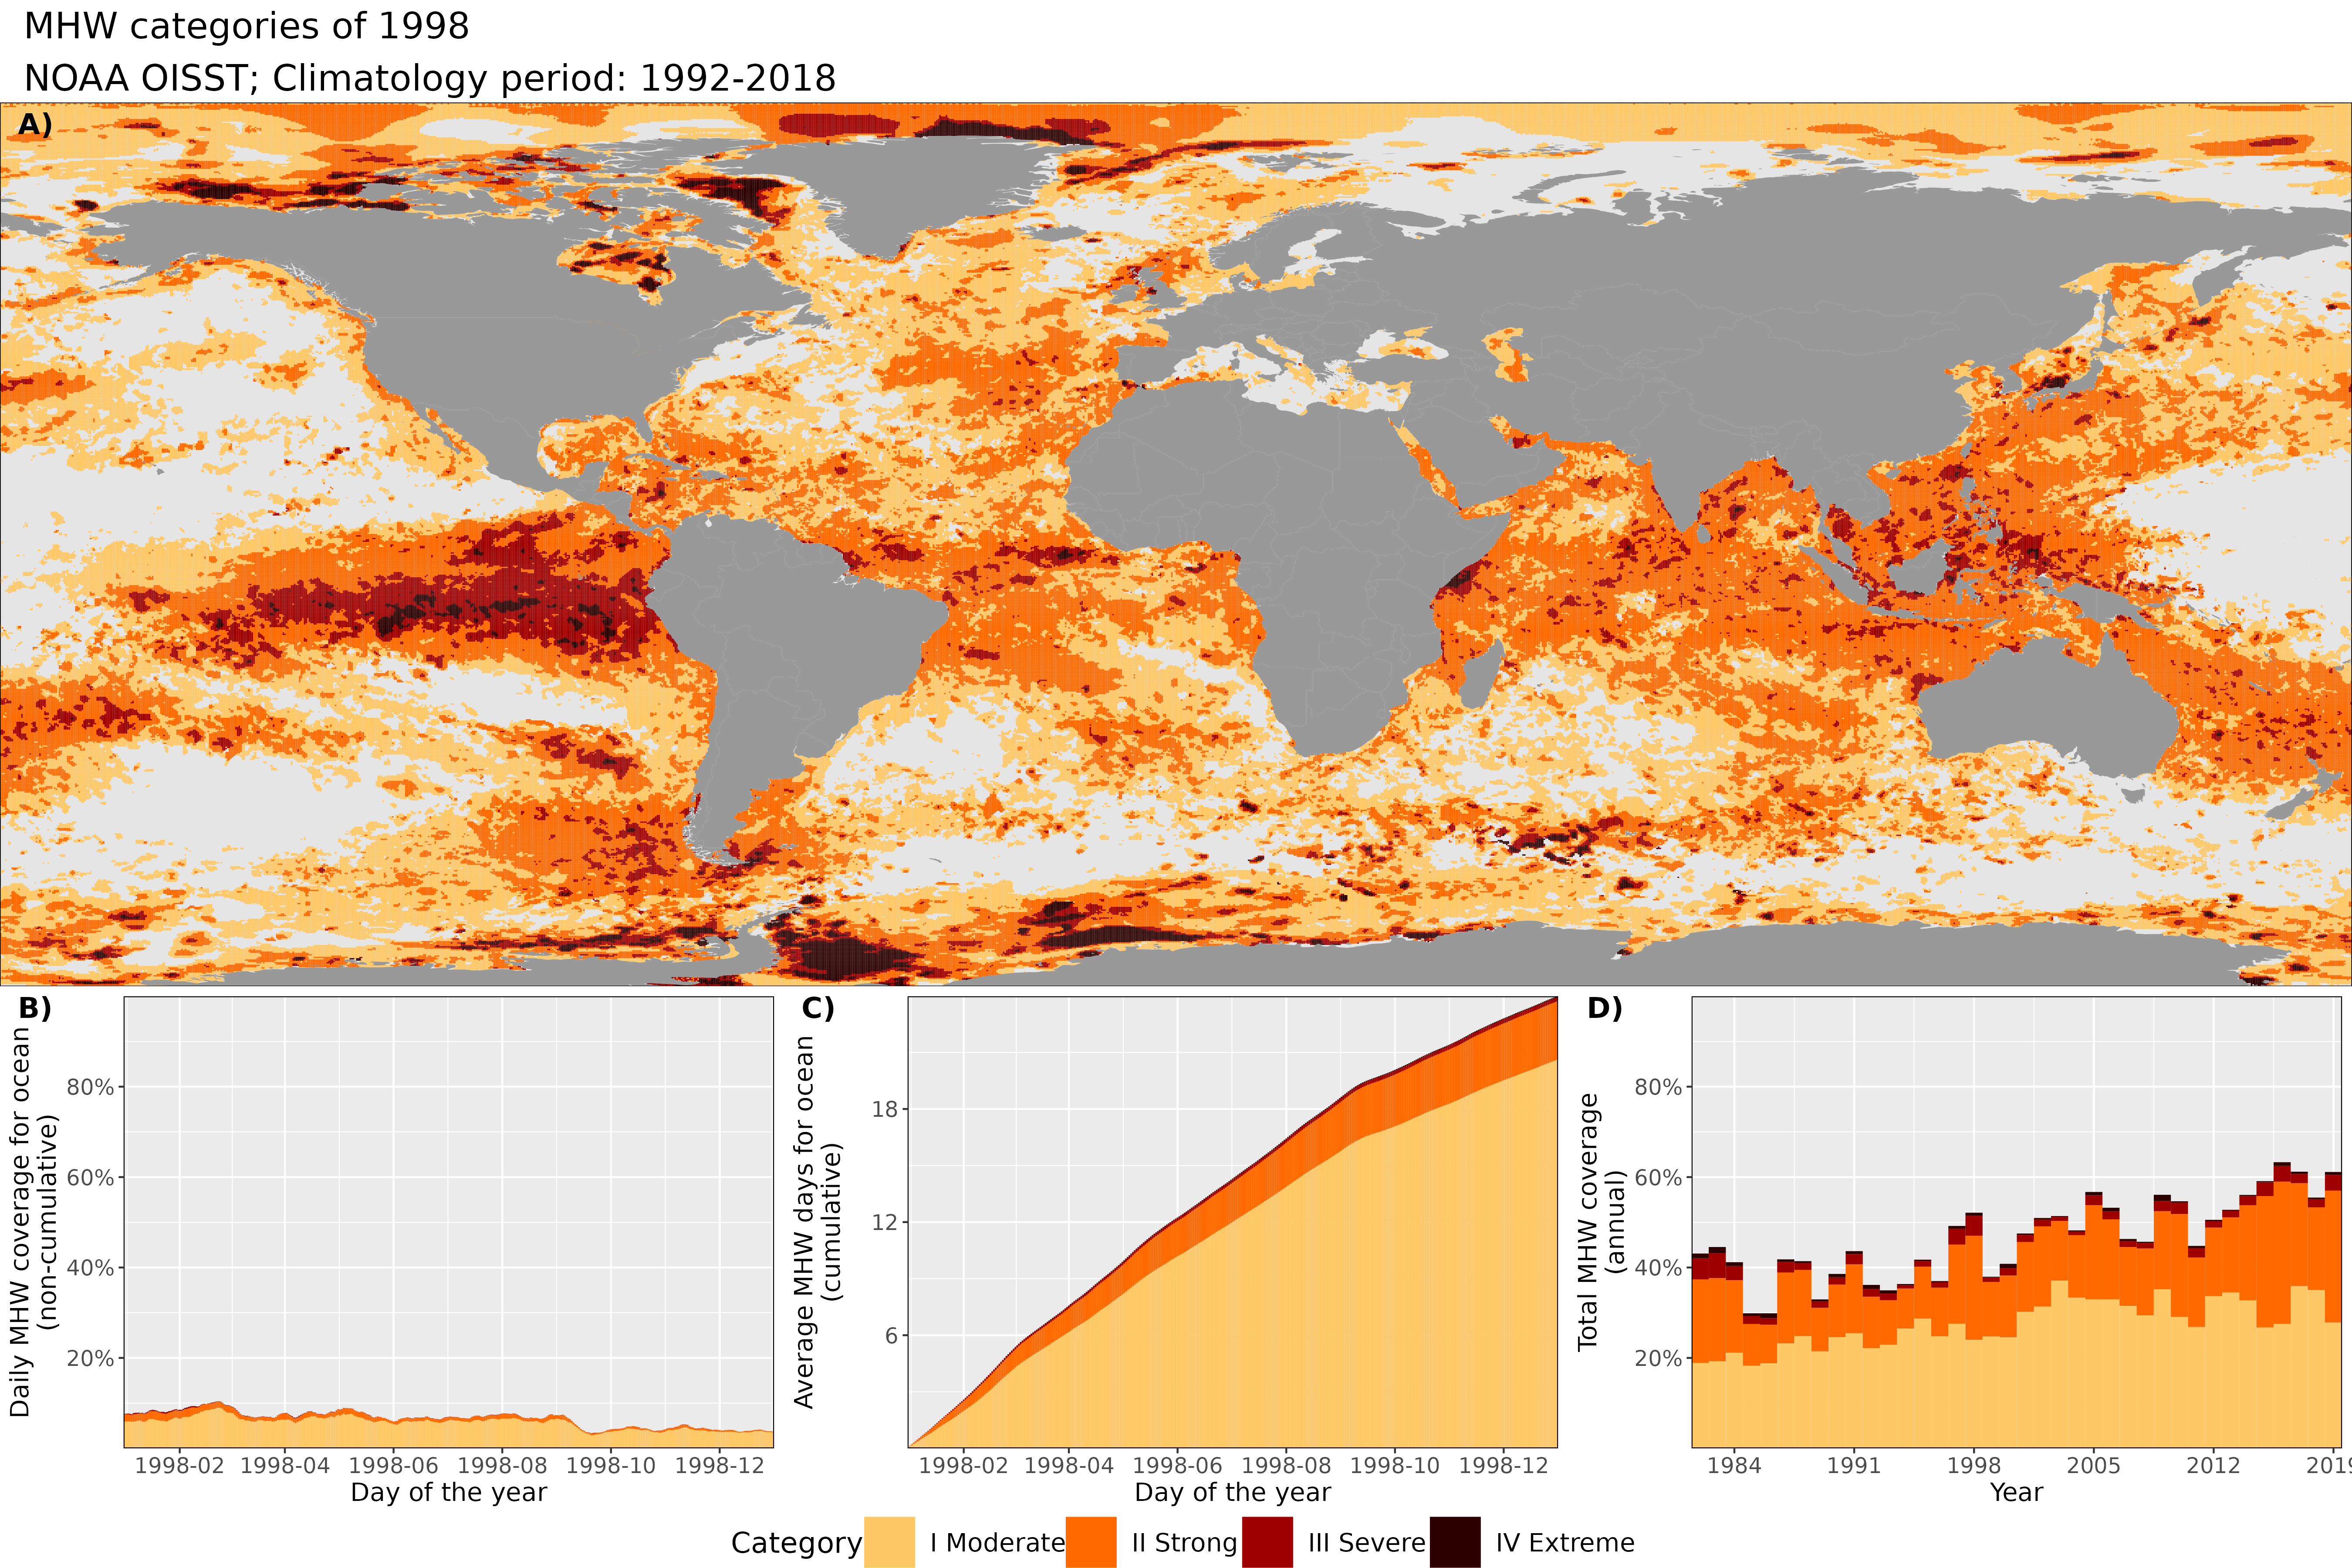 MHW categories of 1998
NOAA OISST; Climatology period: 1992-2018
A)
B)
Daily MHW coverage for ocean
(non-cumulative)
80%
60%
40%
20%
1998-02 1998-04 1998-06 1998-08 1998-10 1998-12
Day of the year
C)
Average MHW days for ocean
(cumulative)
18
12
6
1998-02 1998-04 1998-06 1998-08 1998-10 1998-12
Day of the year
D)
Total MHW coverage
(annual)
80%
60%
40%
20%
1984 1991 1998 2005 2012 2019
Year
Category I Moderate II Strong III Severe IV Extreme